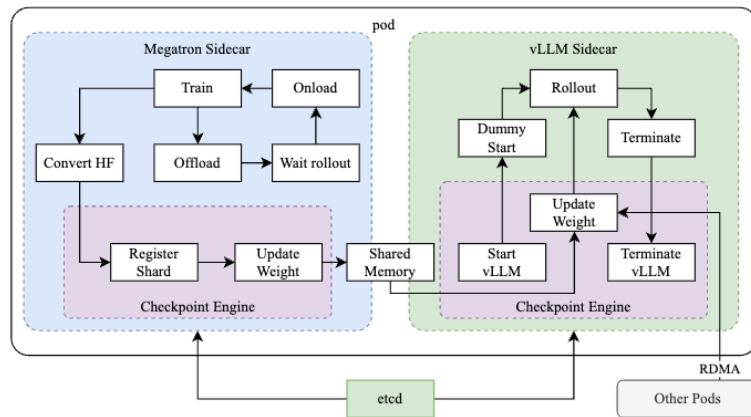 pod
Megatron Sidecar
vLLM Sidecar
Train
Onload
Rollout
Convert HF
Offload
Wait rollout
Dummy
Start
Terminate
Register
Shard
Update
Weight
Shared
Memory
Start
vLLM
Update
Weight
Terminate
vLLM
Checkpoint Engine
Checkpoint Engine
RDMA
etcd
Other Pods